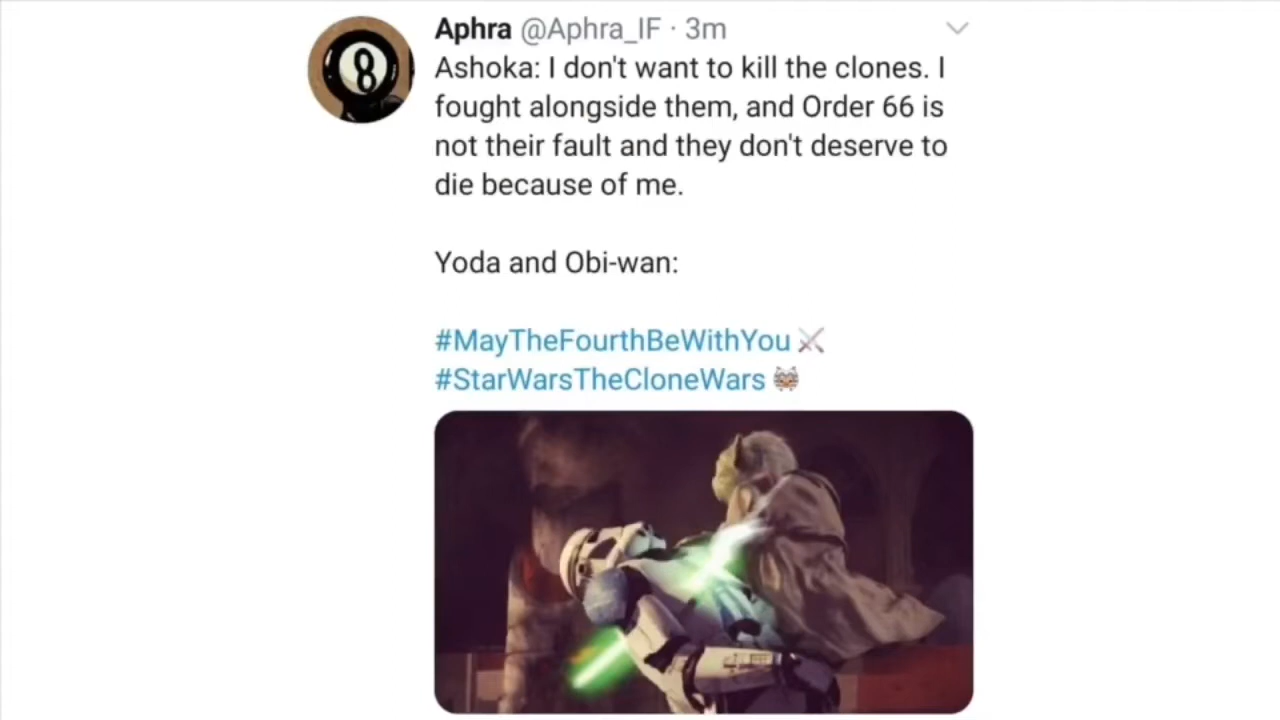 8
Aphra @Aphra_IF · 3m
Ashoka: I don't want to kill the clones. I
fought alongside them, and Order 66 is
not their fault and they don't deserve to
die because of me.
Yoda and Obi-wan:
#MayTheFourthBeWithYou
#StarWarsTheCloneWars